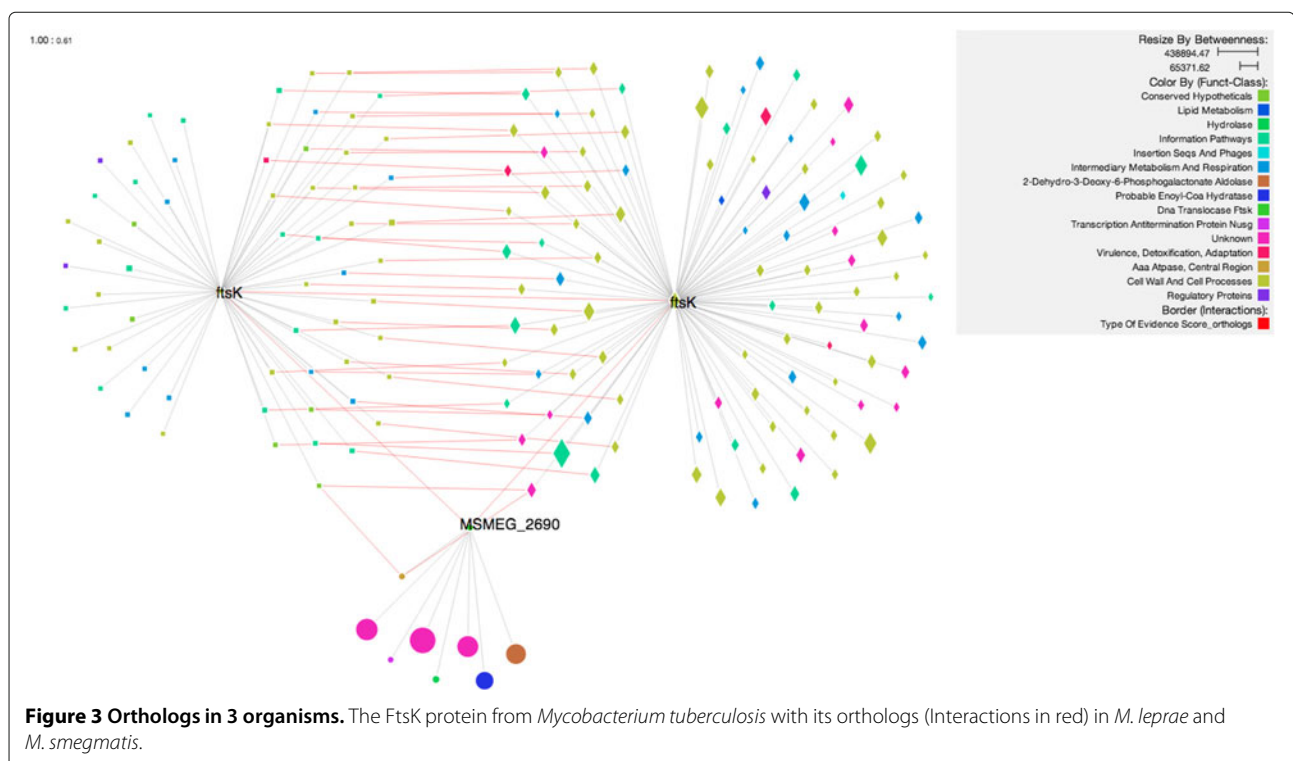 1.00 : 0.61
Resize By Betweenness:
438894.47
65371.62
Color By (Funct-Class):
Conserved Hypotheticals
Lipid Metabolism
Hydrolase
Information Pathways
Insertion Seqs And Phages
Intermediary Metabolism And Respiration
2-Dehydro-3-Deoxy-6-Phosphogalactonate Aldolase
Probable Enoyl-Coa Hydratase
Dna Translocase Ftsk
Transcription Antitermination Protein Nusg
Unknown
Virulence, Detoxification, Adaptation
Aaa Atpase, Central Region
Cell Wall And Cell Processes
Regulatory Proteins
Border (Interactions):
Type Of Evidence Score_orthologs
ftsK
ftsK
MSMEG_2690
Figure 3 Orthologs in 3 organisms. The FtsK protein from Mycobacterium tuberculosis with its orthologs (Interactions in red) in M. leprae and
M. smegmatis.